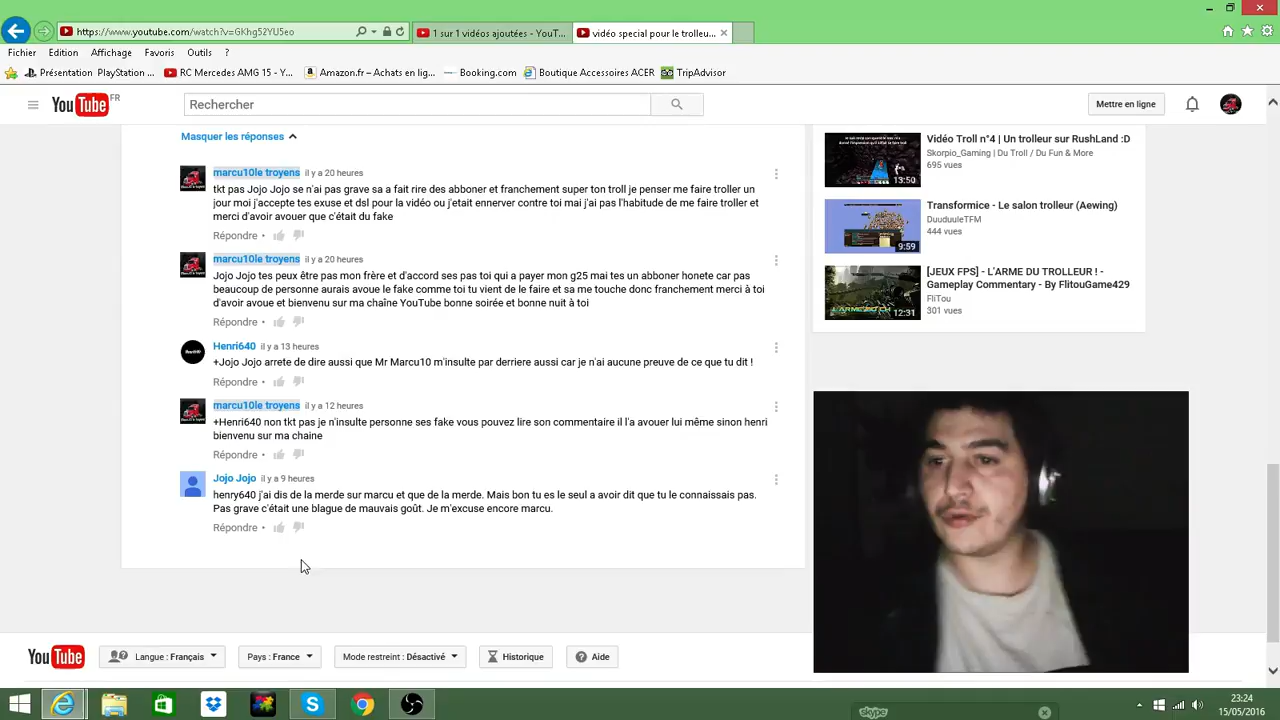 https://www.youtube.com/watch?v=GKhg52YU5eo
1 sur 1 vidéos ajoutées - YouT...
vidéo special pour le trolleu...
Fichier Edition Affichage Favoris Outils ?
Présentation PlayStation ...
RC Mercedes AMG 15 - Y...
Amazon.fr – Achats en lig...
Booking.com
Boutique Accessoires ACER
TripAdvisor
YouTube FR
Rechercher
Mettre en ligne
Masquer les réponses
marcu10le troyens il y a 20 heures
tkt pas Jojo Jojo se n'ai pas grave sa a fait rire des abboner et franchement super ton troll je penser me faire troller un
jour moi j'accepte tes exuse et dsl pour la vidéo ou j'etait ennerver contre toi mai j'ai pas l'habitude de me faire troller et
merci d'avoir avouer que c'était du fake
Répondre •
marcu10le troyens il y a 20 heures
Jojo Jojo tes peux être pas mon frère et d'accord ses pas toi qui a payer mon g25 mai tes un abboner honete car pas
beaucoup de personne aurais avoue le fake comme toi tu vient de le faire et sa me touche donc franchement merci à toi
d'avoir avoue et bienvenu sur ma chaîne YouTube bonne soirée et bonne nuit à toi
Répondre •
Henri640 il y a 13 heures
+Jojo Jojo arrete de dire aussi que Mr Marcu10 m'insulte par derriere aussi car je n'ai aucune preuve de ce que tu dit !
Répondre •
marcu10le troyens il y a 12 heures
+Henri640 non tkt pas je n'insulte personne ses fake vous pouvez lire son commentaire il l'a avouer lui même sinon henri
bienvenu sur ma chaine
Répondre •
Jojo Jojo il y a 9 heures
henry640 j'ai dis de la merde sur marcu et que de la merde. Mais bon tu es le seul a avoir dit que tu le connaissais pas.
Pas grave c'était une blague de mauvais goût. Je m'excuse encore marcu.
Répondre •
Vidéo Troll n°4 | Un trolleur sur RushLand :D
Skorpio_Gaming | Du Troll / Du Fun & More
695 vues
13:50
Transformice - Le salon trolleur (Aewing)
DuuduuleTFM
444 vues
9:59
[JEUX FPS] - L'ARME DU TROLLEUR ! -
Gameplay Commentary - By FlitouGame429
FliTou
301 vues
12:31
YouTube
Langue : Français
Pays : France
Mode restreint : Désactivé
Historique
Aide
skype
23:24
15/05/2016